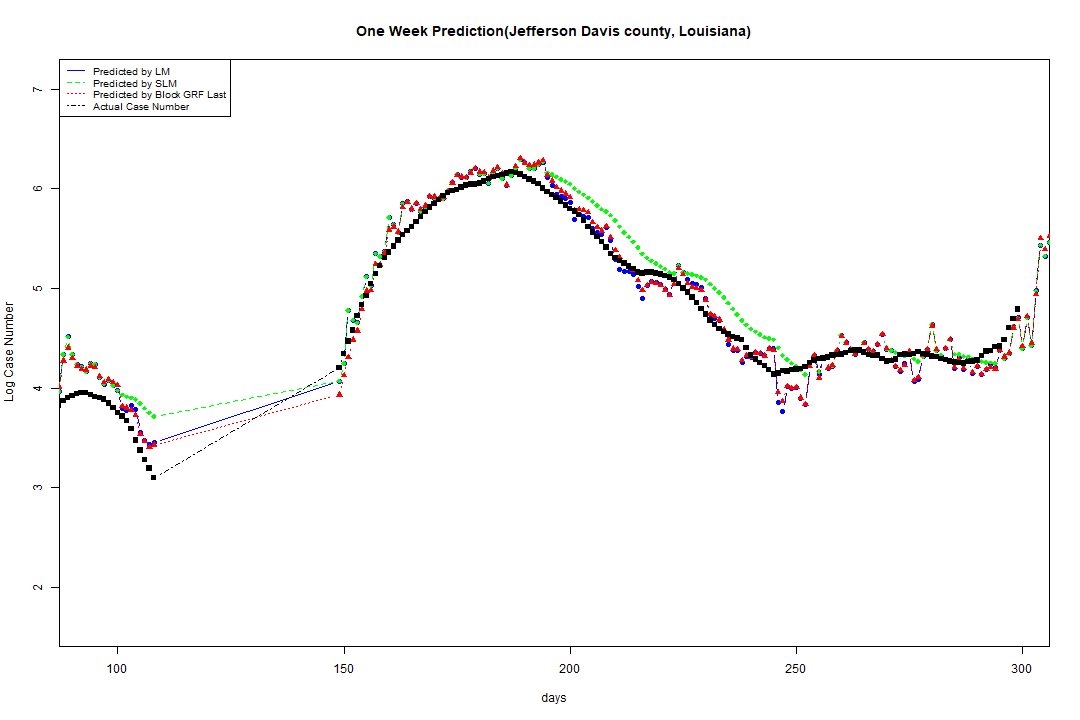 One Week Prediction(Jefferson Davis county, Louisiana)
Predicted by LM
Predicted by SLM
Predicted by Block GRF Last
Actual Case Number
7
6
5
4
3
2
Log Case Number
100 150 200 250 300
days